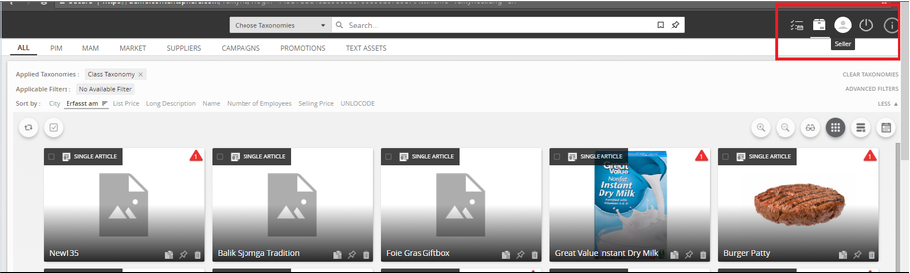 Choose Taxonomies
Search...
Seller
ALL PIM MAM MARKET SUPPLIERS CAMPAIGNS PROMOTIONS TEXT ASSETS
Applied Taxonomies : Class Taxonomy ×
CLEAR TAXONOMIES
Applicable Filters : No Available Filter
ADVANCED FILTERS
Sort by : City Erfasst am List Price Long Description Name Number of Employees Selling Price UNLOCODE
LESS
SINGLE ARTICLE
SINGLE ARTICLE
SINGLE ARTICLE
SINGLE ARTICLE
SINGLE ARTICLE
Great
Value
Nonfat
Instant
Dry Milk
New135
Balik Sjomga Tradition
Foie Gras Giftbox
Great Value Instant Dry Milk
Burger Patty